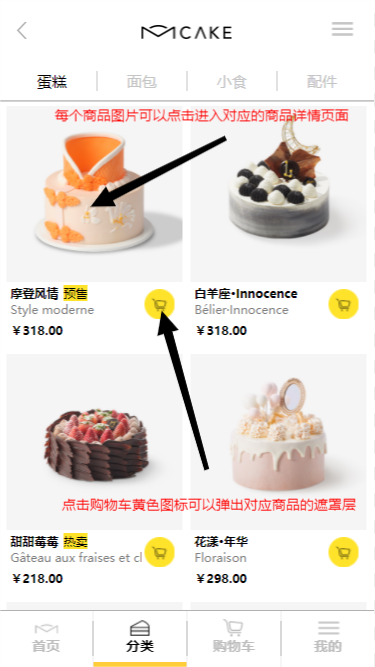 MCAKE
蛋糕 面包 小食 配件
每个商品图片可以点击进入对应的商品详情页面
摩登风情 预售
Style moderne
￥318.00
白羊座•Innocence
Bélier·Innocence
￥318.00
点击购物车黄色图标可以弹出对应商品的遮罩层
甜甜莓莓 热卖
Gâteau aux fraises et cl
￥218.00
花漾•年华
Floraison
￥298.00
首页 分类 购物车 我的